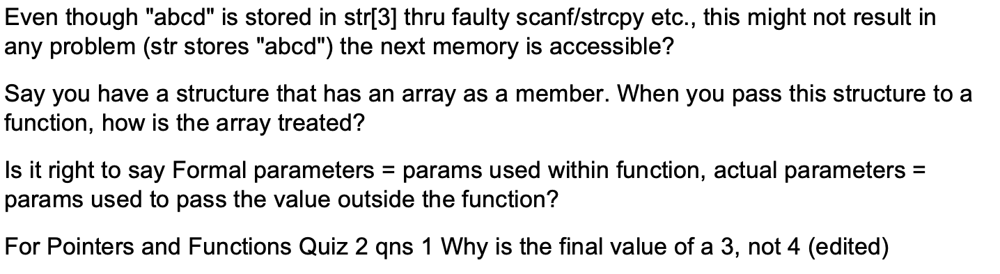 Even though "abcd" is stored in str[3] thru faulty scanf/strcpy etc., this might not result in
any problem (str stores "abcd") the next memory is accessible?
Say you have a structure that has an array as a member. When you pass this structure to a
function, how is the array treated?
Is it right to say Formal parameters = params used within function, actual parameters =
params used to pass the value outside the function?
For Pointers and Functions Quiz 2 qns 1 Why is the final value of a 3, not 4 (edited)